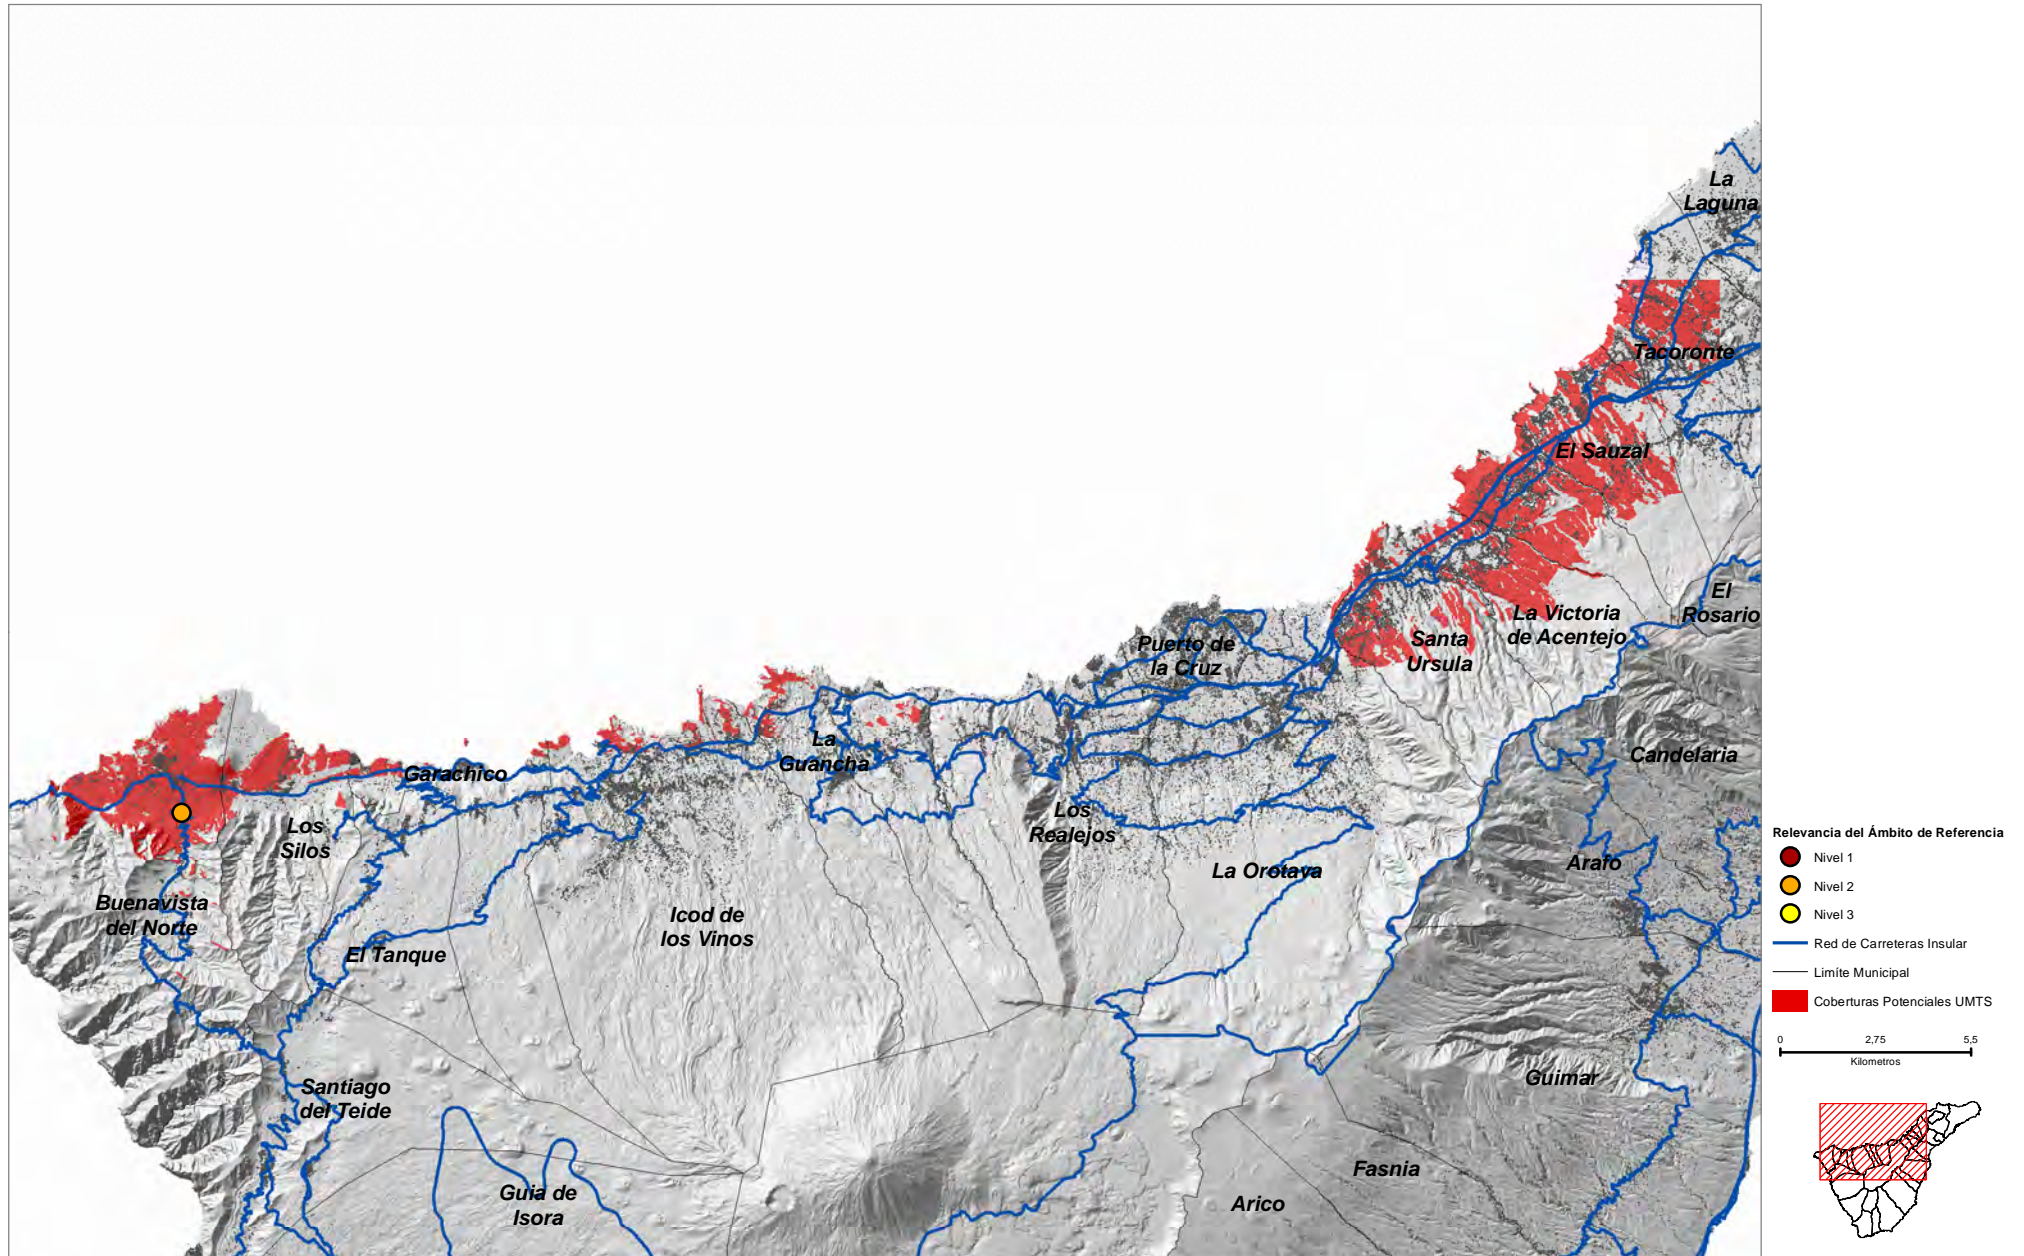 La
Laguna
Tacoronte
El Sauzal
El
Rosario
La Victoria
de Acentejo
Santa
Ursula
Puerto de
la Cruz
Candelaria
La
Guancha
Garachico
Los
Realejos
Los
Silos
Arafo
La Orotava
Buenavista
del Norte
Icod de
los Vinos
El Tanque
Santiago
del Teide
Guimar
Fasnia
Guia de
Isora
Arico
Relevancia del Ámbito de Referencia
Nivel 1
Nivel 2
Nivel 3
Red de Carreteras Insular
Limíte Municipal
Coberturas Potenciales UMTS
0 2,75 5,5
Kilometros